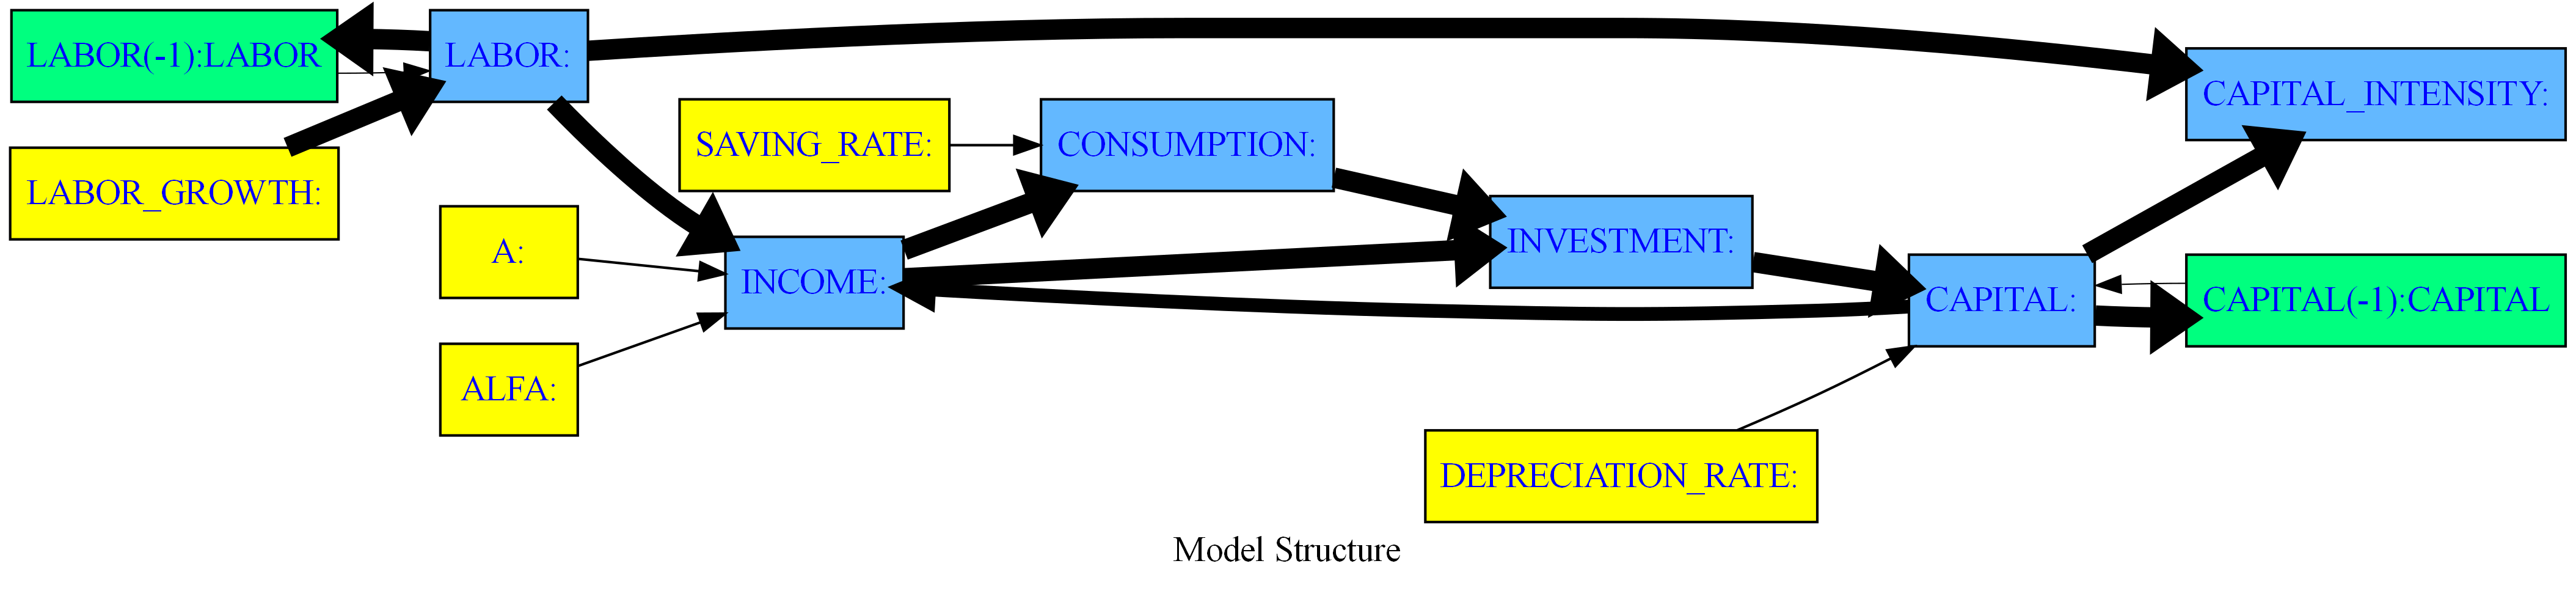 LABOR(-1):LABOR
LABOR:
CAPITAL_INTENSITY:
LABOR_GROWTH:
SAVING_RATE:
CONSUMPTION:
A:
INCOME:
INVESTMENT:
CAPITAL:
CAPITAL(-1):CAPITAL
ALFA:
DEPRECIATION_RATE:
Model Structure